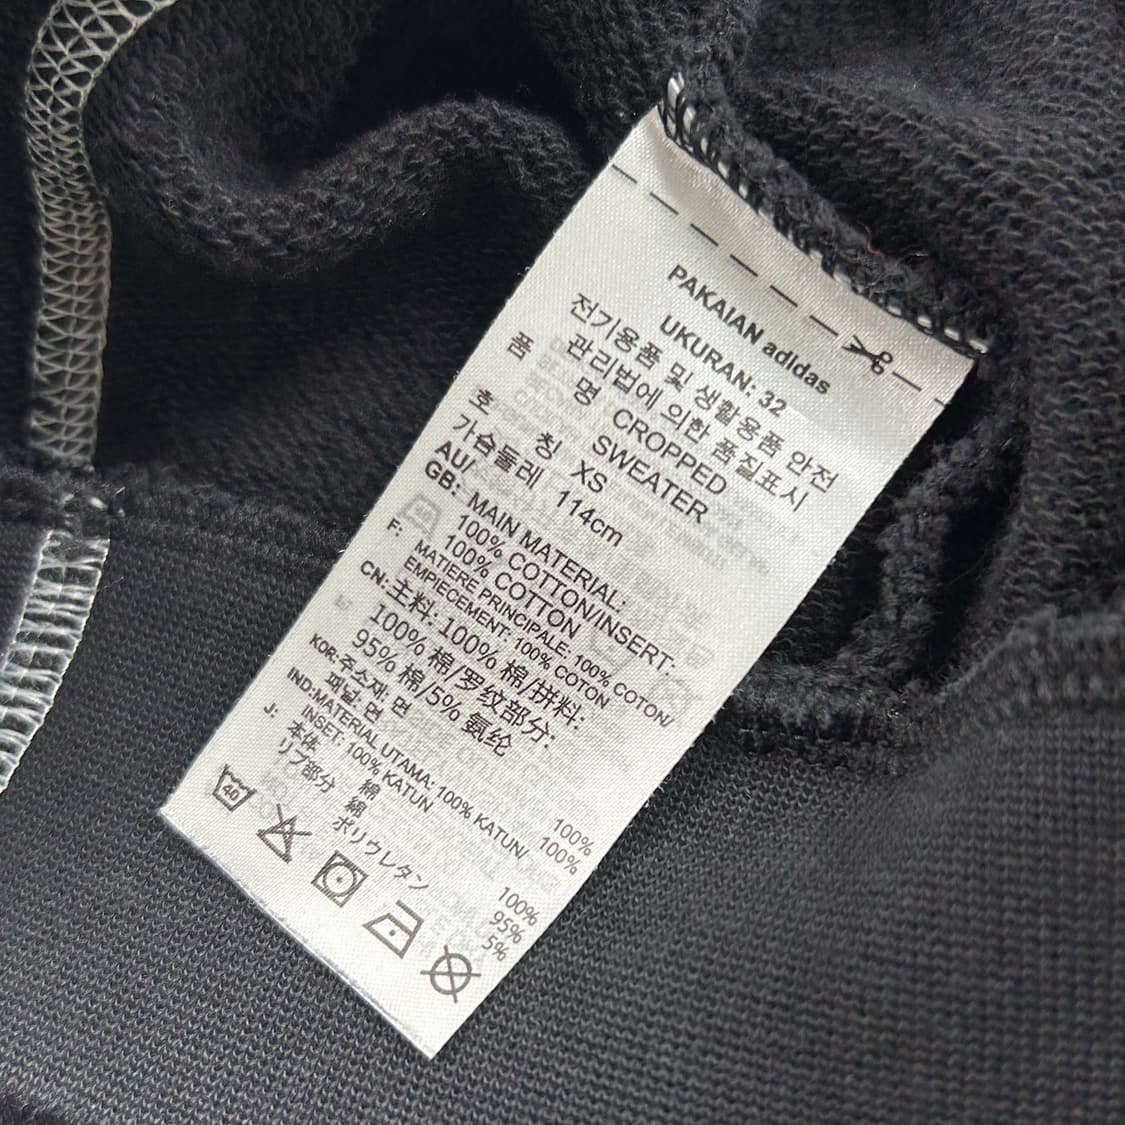 PAKAIAN adidas
UKURAN: 32
전기용품 및 생활용품 안전
관리법에 의한 품질표시
품 명 CROPPED
SWEATER
호 칭 XS
가슴둘레 114cm
AU/
GB: MAIN MATERIAL:
100% COTTON/INSERT:
100% COTTON
F: MATIERE PRINCIPALE: 100% COTON/
EMPIECEMENT: 100% COTON
CN:主料: 100% 棉/拼料:
100% 棉/罗纹部分:
95% 棉/5% 氨纶
KOR:주소재: 면
패널: 면
IND:MATERIAL UTAMA: 100% KATUN/
INSET: 100% KATUN
J: 本体 綿 100%
リブ部分 綿 95%
ポリウレタン 5%
100%
100%
40